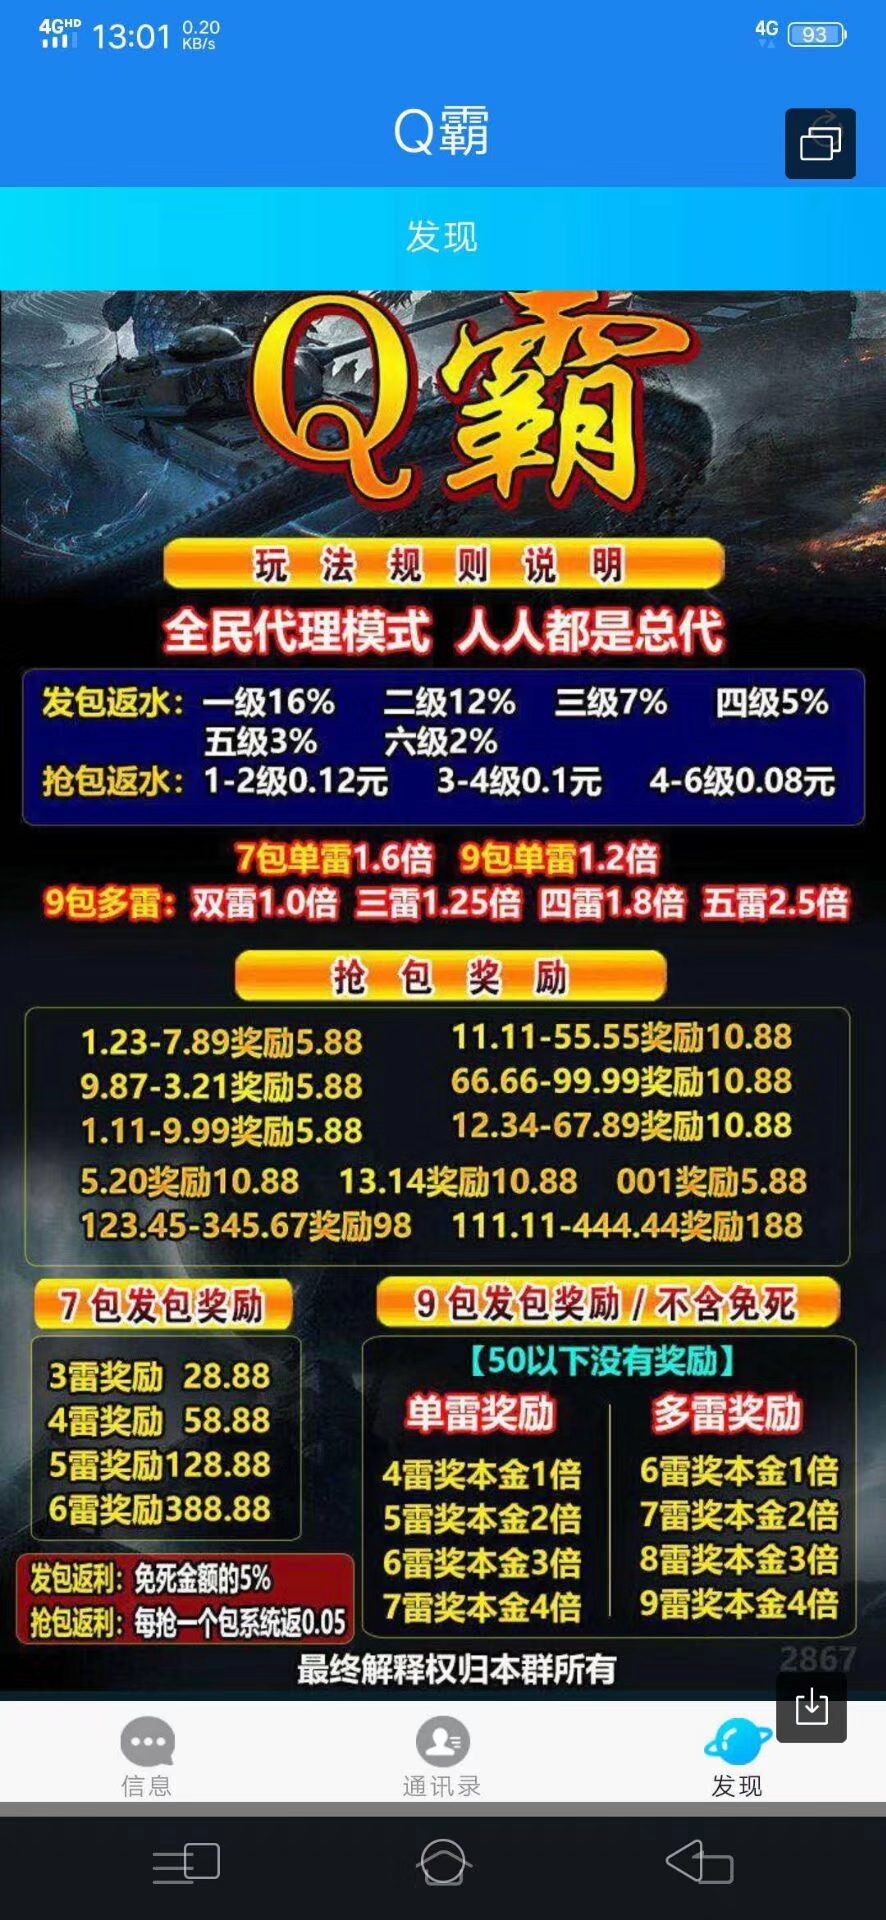 4GHD 13:01 0.20 KB/s 4G 93
Q霸
发现
Q霸
玩法规则说明
全民代理模式 人人都是总代
发包返水：一级16% 二级12% 三级7% 四级5%
五级3% 六级2%
抢包返水：1-2级0.12元 3-4级0.1元 4-6级0.08元
7包单雷1.6倍 9包单雷1.2倍
9包多雷：双雷1.0倍 三雷1.25倍 四雷1.8倍 五雷2.5倍
抢包奖励
1.23-7.89奖励5.88 11.11-55.55奖励10.88
9.87-3.21奖励5.88 66.66-99.99奖励10.88
1.11-9.99奖励5.88 12.34-67.89奖励10.88
5.20奖励10.88 13.14奖励10.88 001奖励5.88
123.45-345.67奖励98 111.11-444.44奖励188
7包发包奖励
3雷奖励 28.88
4雷奖励 58.88
5雷奖励128.88
6雷奖励388.88
发包返利：免死金额的5%
抢包返利：每抢一个包系统返0.05
9包发包奖励/不含免死
【50以下没有奖励】
单雷奖励 多雷奖励
4雷奖本金1倍 6雷奖本金1倍
5雷奖本金2倍 7雷奖本金2倍
6雷奖本金3倍 8雷奖本金3倍
7雷奖本金4倍 9雷奖本金4倍
最终解释权归本群所有
2867
信息 通讯录 发现